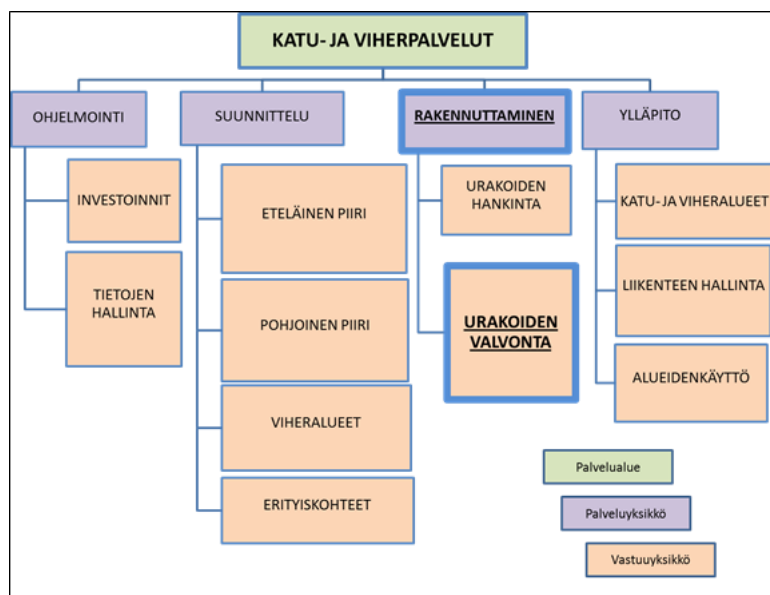 KATU- JA VIHERPALVELUT
OHJELMOINTI
INVESTOINNIT
TIETOJEN
HALLINTA
SUUNNITTELU
ETELÄINEN PIIRI
POHJOINEN PIIRI
VIHERALUEET
ERITYISKOHTEET
RAKENNUTTAMINEN
URAKOIDEN
HANKINTA
URAKOIDEN
VALVONTA
YLLÄPITO
KATU- JA VIHERALUEET
LIIKENTEEN HALLINTA
ALUEIDENKÄYTTÖ
Palvelualue
Palveluyksikkö
Vastuuyksikkö